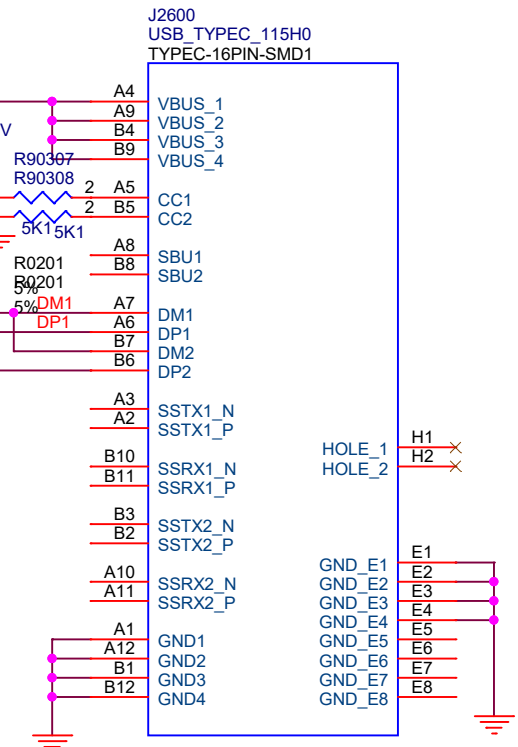 J2600
USB_TYPEC_115H0
TYPEC-16PIN-SMD1
A4 VBUS_1
A9 VBUS_2
V
B4 VBUS_3
B9 VBUS_4
R90307
R90308
2 A5 CC1
2 B5 CC2
5K1 5K1
A8 SBU1
B8 SBU2
R0201
R0201
5%
5%
DM1 A7 DM1
DP1 A6 DP1
B7 DM2
B6 DP2
A3 SSTX1_N
A2 SSTX1_P
B10 SSRX1_N
B11 SSRX1_P
B3 SSTX2_N
B2 SSTX2_P
A10 SSRX2_N
A11 SSRX2_P
A1 GND1
A12 GND2
B1 GND3
B12 GND4
HOLE_1 H1
HOLE_2 H2
GND_E1 E1
GND_E2 E2
GND_E3 E3
GND_E4 E4
GND_E5 E5
GND_E6 E6
GND_E7 E7
GND_E8 E8